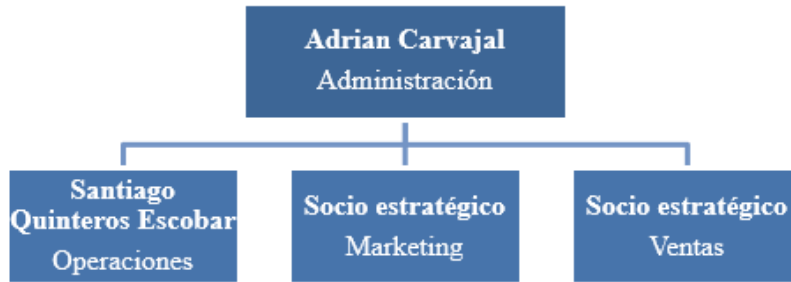 Adrian Carvajal
Administración
Santiago
Quinteros Escobar
Operaciones
Socio estratégico
Marketing
Socio estratégico
Ventas